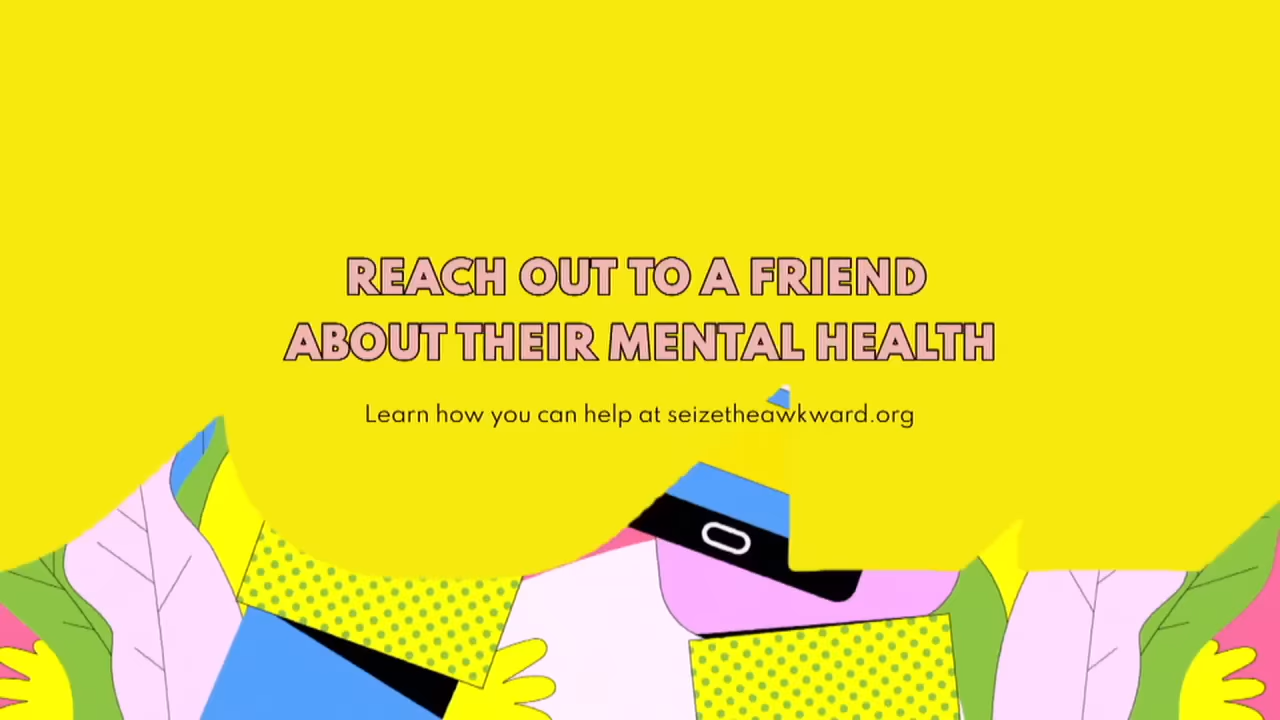 REACH OUT TO A FRIEND
ABOUT THEIR MENTAL HEALTH
Learn how you can help at seizetheawkward.org